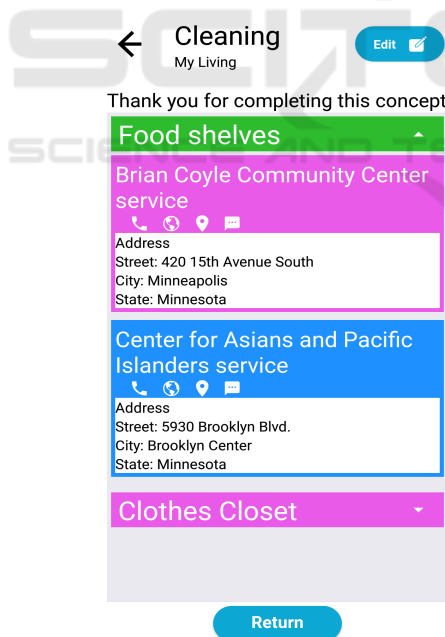 Cleaning
My Living
Edit
Thank you for completing this concept
Food shelves
Brian Coyle Community Center
service
Address
Street: 420 15th Avenue South
City: Minneapolis
State: Minnesota
Center for Asians and Pacific
Islanders service
Address
Street: 5930 Brooklyn Blvd.
City: Brooklyn Center
State: Minnesota
Clothes Closet
Return